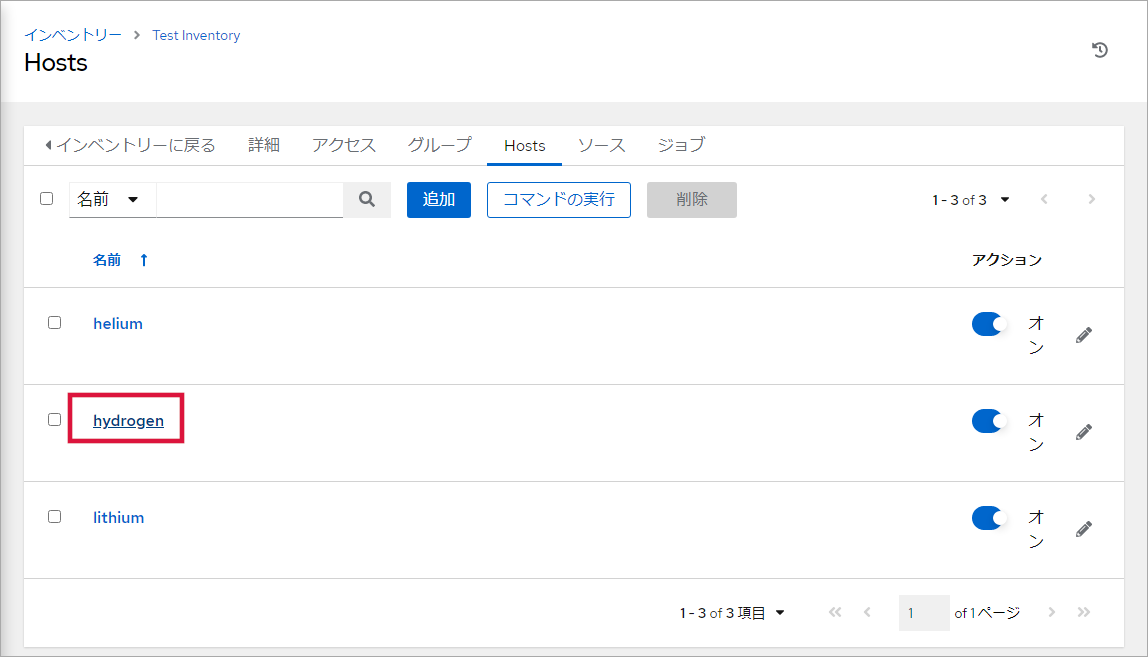 インベントリー > Test Inventory
Hosts
インベントリーに戻る 詳細 アクセス グループ Hosts ソース ジョブ
名前 追加 コマンドの実行 削除 1 - 3 of 3
名前 アクション
helium オン
hydrogen オン
lithium オン
1 - 3 of 3 項目 1 of 1 ページ